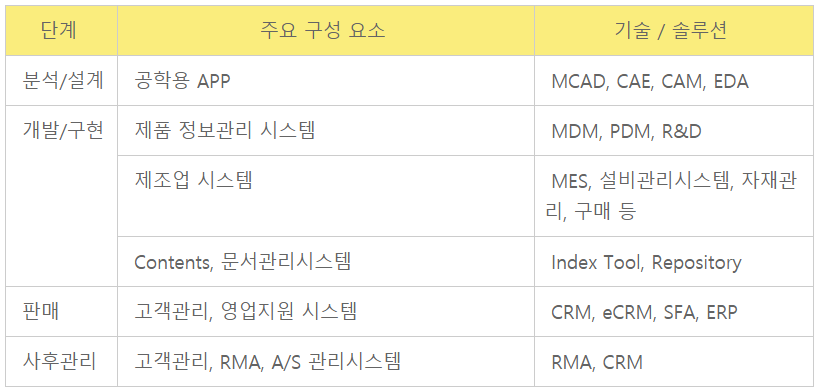 단계 주요 구성 요소 기술 / 솔루션
분석/설계 공학용 APP MCAD, CAE, CAM, EDA
개발/구현 제품 정보관리 시스템 MDM, PDM, R&D
제조업 시스템 MES, 설비관리시스템, 자재관
리, 구매 등
Contents, 문서관리시스템 Index Tool, Repository
판매 고객관리, 영업지원 시스템 CRM, eCRM, SFA, ERP
사후관리 고객관리, RMA, A/S 관리시스템 RMA, CRM